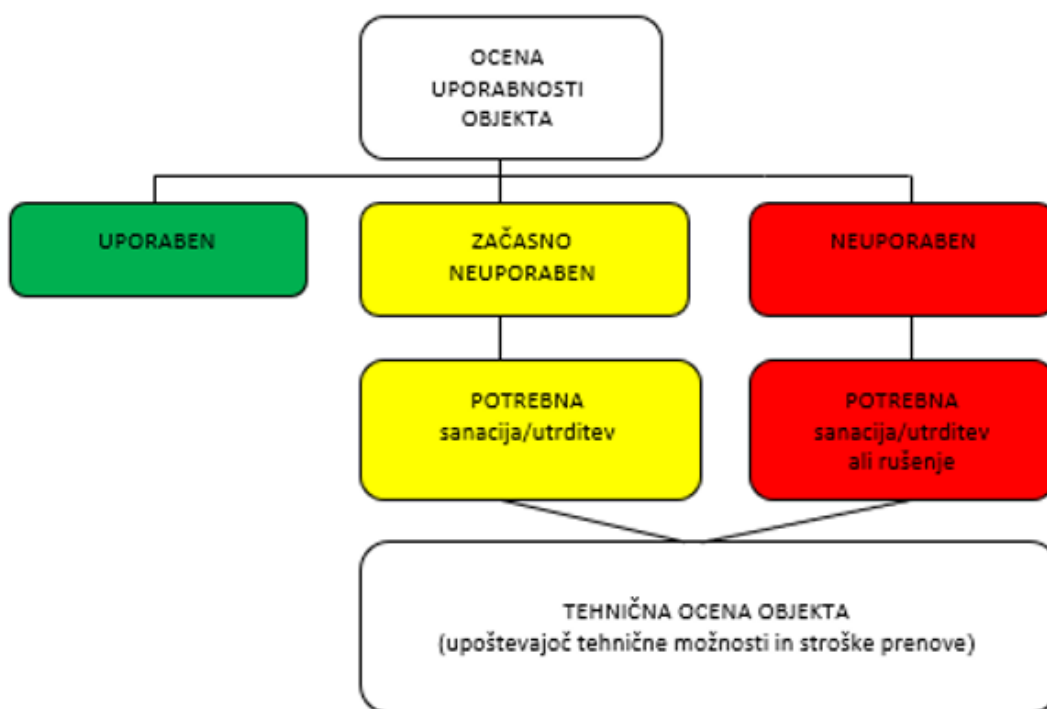 OCENA
UPORABNOSTI
OBJEKTA
UPORABEN
ZAČASNO
NEUPORABEN
NEUPORABEN
POTREBNA
sanacija/utrditev
POTREBNA
sanacija/utrditev
ali rušenje
TEHNIČNA OCENA OBJEKTA
(upoštevajoč tehnične možnosti in stroške prenove)